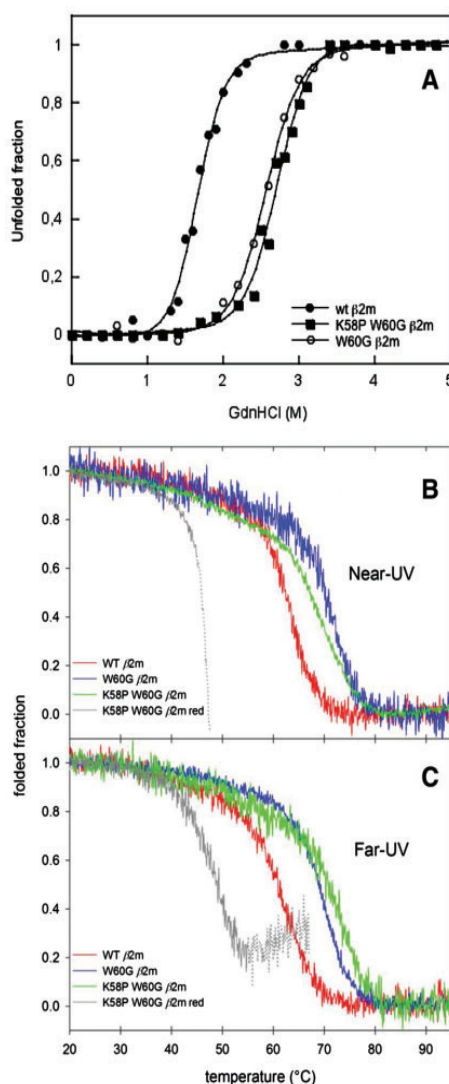 A
Unfolded fraction
1
0,8
0,6
0,4
0,2
0
wt β2m
K58P W60G β2m
W60G β2m
0 1 2 3 4 5
GdnHCl (M)
B
1.0
0.8
0.6
0.4
0.2
0.0
Near-UV
WT β2m
W60G β2m
K58P W60G β2m
K58P W60G β2m red
folded fraction
C
1.0
0.8
0.6
0.4
0.2
0.0
Far-UV
WT β2m
W60G β2m
K58P W60G β2m
K58P W60G β2m red
20 30 40 50 60 70 80 90
temperature (°C)